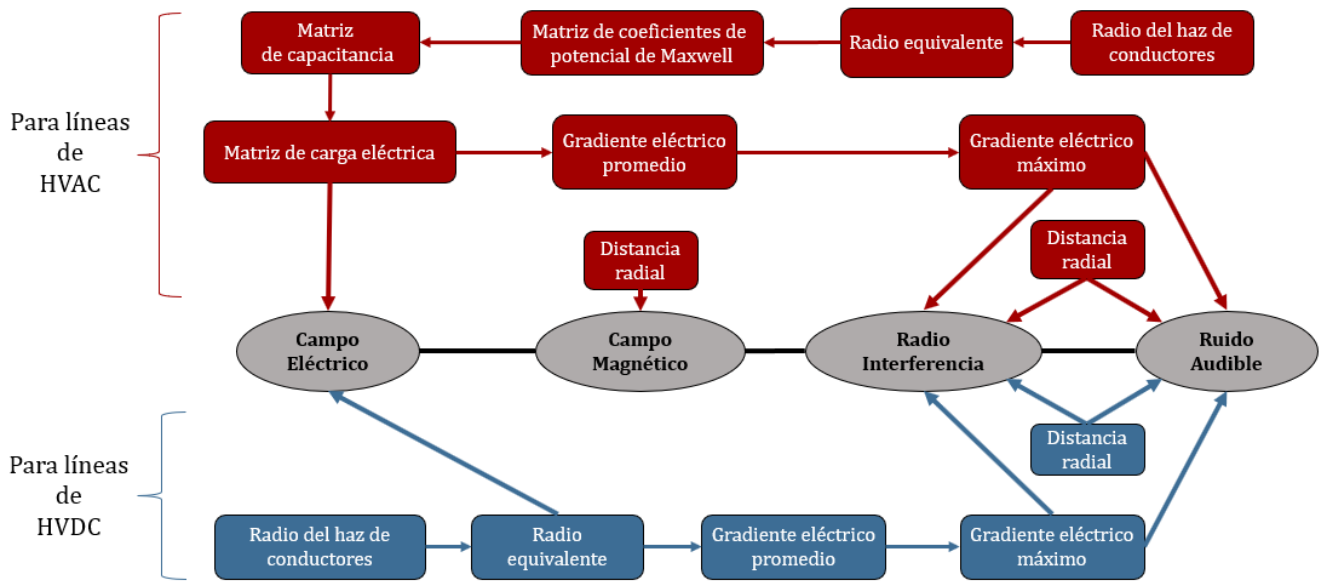 Para líneas
de
HVAC
Matriz
de capacitancia
Matriz de coeficientes de
potencial de Maxwell
Radio equivalente
Radio del haz de
conductores
Matriz de carga eléctrica
Gradiente eléctrico
promedio
Gradiente eléctrico
máximo
Distancia
radial
Distancia
radial
Campo
Eléctrico
Campo
Magnético
Radio
Interferencia
Ruido
Audible
Para líneas
de
HVDC
Distancia
radial
Radio del haz de
conductores
Radio
equivalente
Gradiente eléctrico
promedio
Gradiente eléctrico
máximo